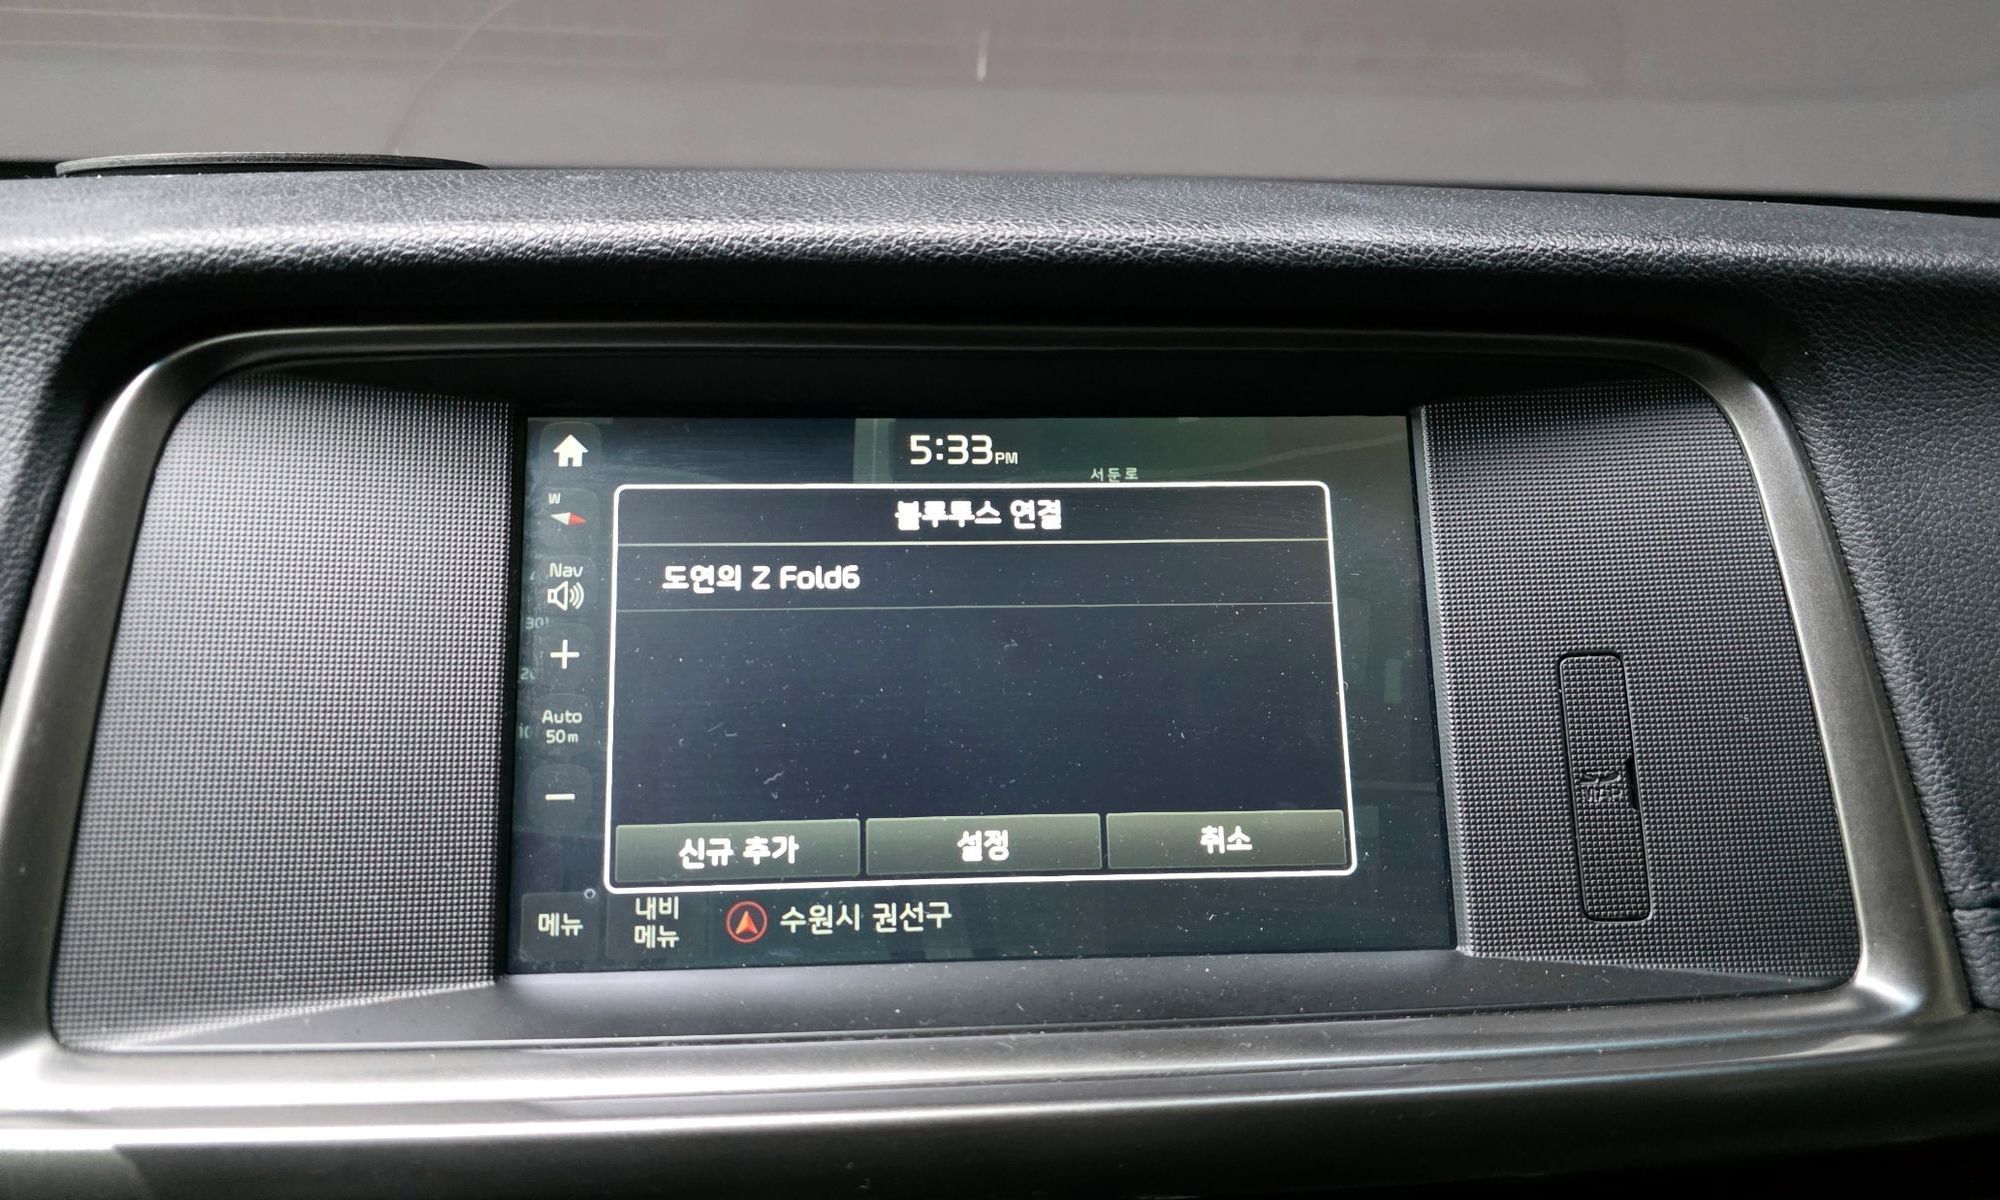 5:33PM
서둔로
W
블루투스 연결
Nav
도연의 Z Fold6
Auto
50m
신규 추가
설정
취소
메뉴
내비
메뉴
수원시 권선구